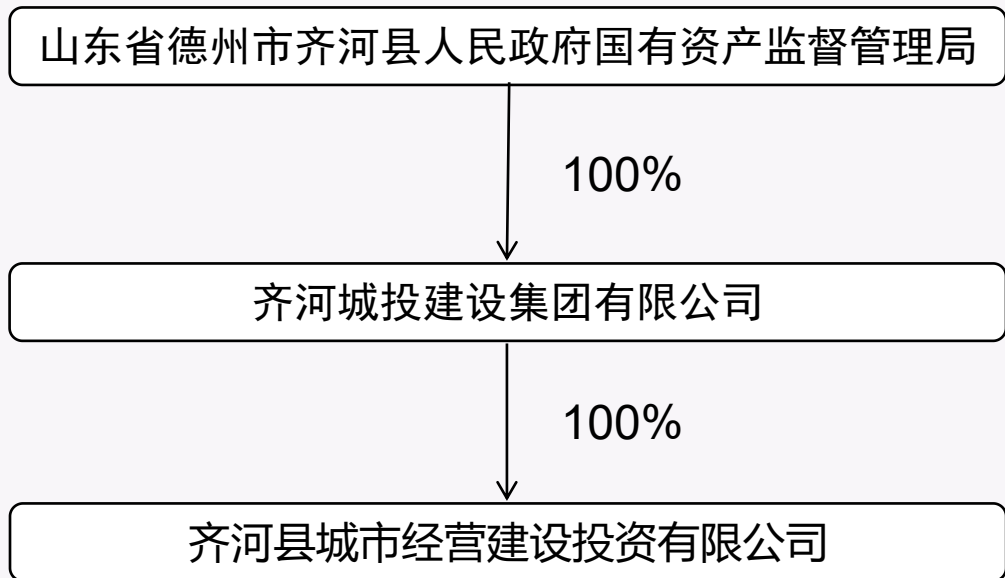 山东省德州市齐河县人民政府国有资产监督管理局
100%
齐河城投建设集团有限公司
100%
齐河县城市经营建设投资有限公司